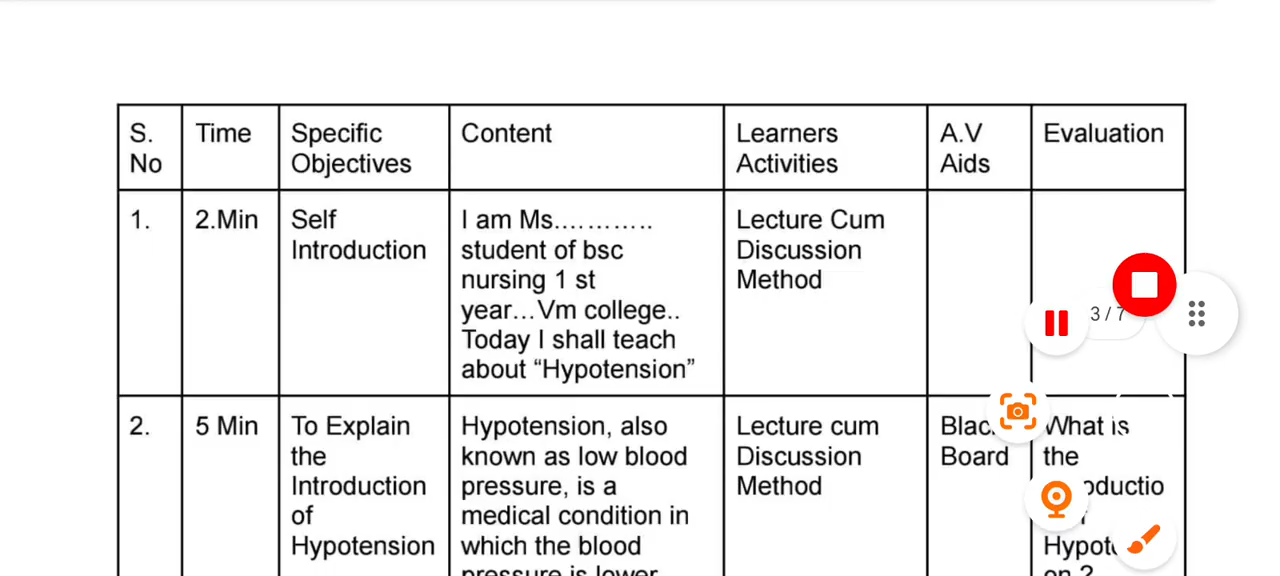 S. No
Time
Specific Objectives
Content
Learners Activities
A.V Aids
Evaluation
1.
2.Min
Self
Introduction
I am Ms............
student of bsc
nursing 1 st
year...Vm college..
Today I shall teach
about “Hypotension”
Lecture Cum
Discussion
Method
3 / 7
2.
5 Min
To Explain
the
Introduction
of
Hypotension
Hypotension, also
known as low blood
pressure, is a
medical condition in
which the blood
pressure is lower
Lecture cum
Discussion
Method
Board
What is
the